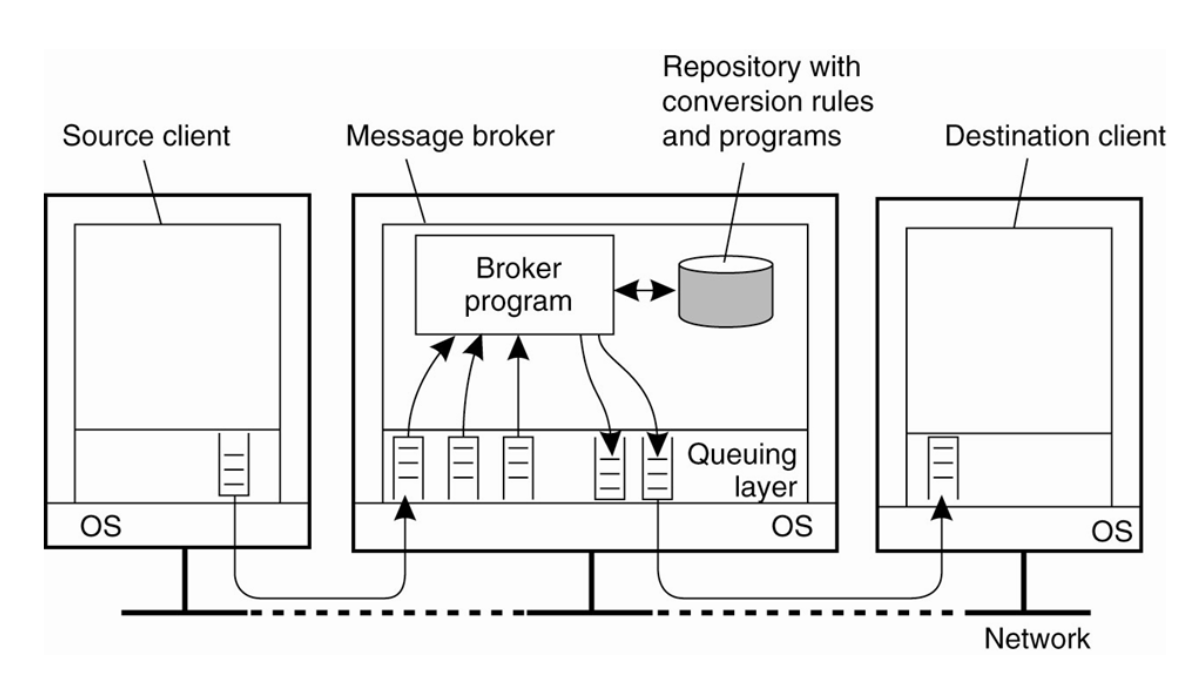 Repository with
conversion rules
and programs
Source client
Message broker
Destination client
Broker
program
Queuing
layer
OS
OS
OS
Network